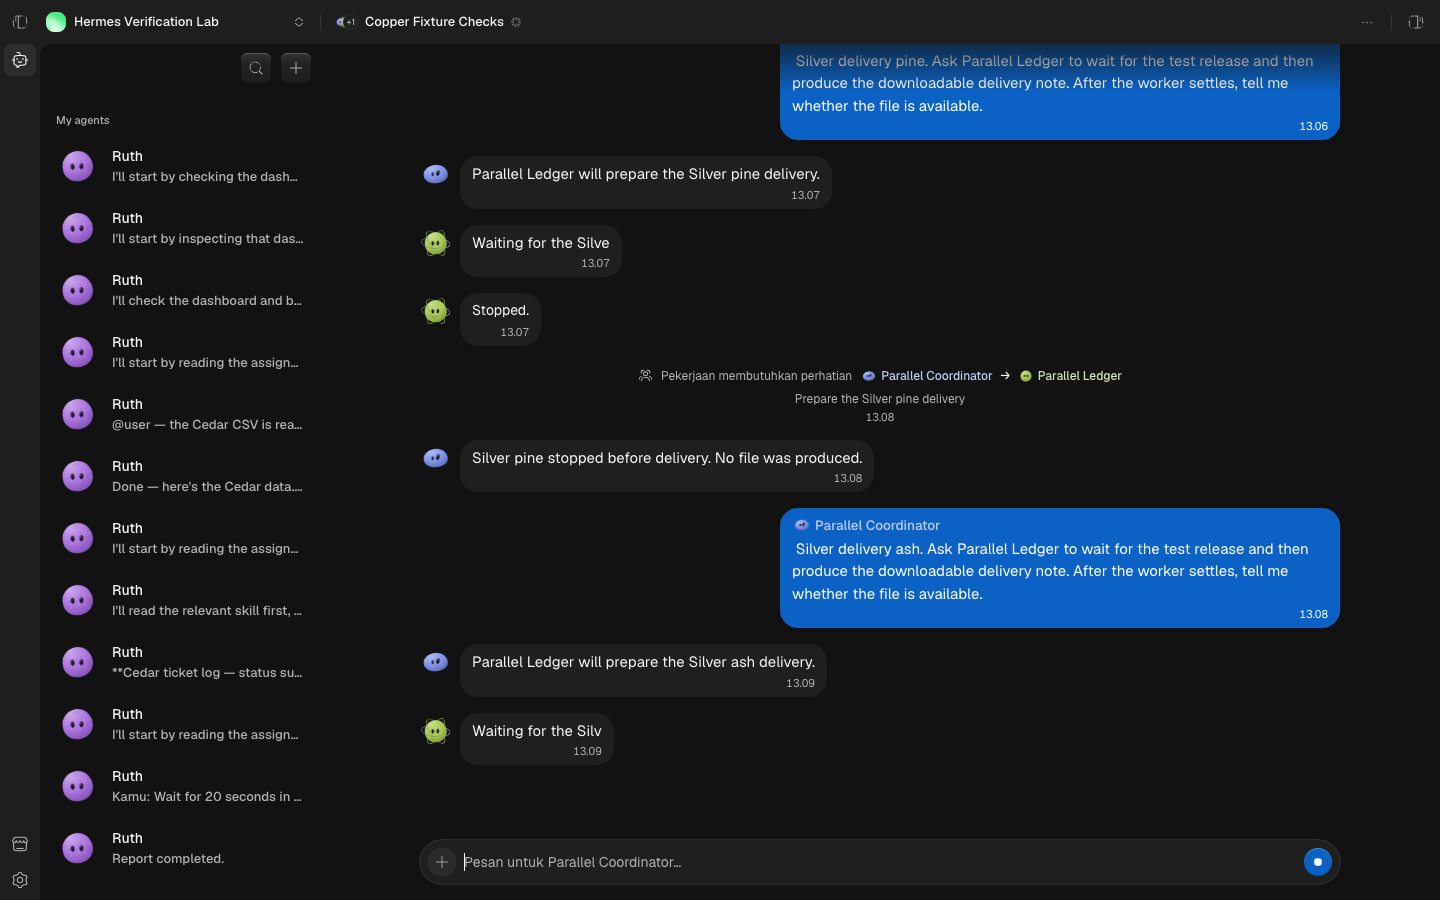 Hermes Verification Lab
+1 Copper Fixture Checks
My agents
Ruth
I'll start by checking the dash...
Ruth
I'll start by inspecting that das...
Ruth
I'll check the dashboard and b...
Ruth
I'll start by reading the assign...
Ruth
@user — the Cedar CSV is rea...
Ruth
Done — here's the Cedar data....
Ruth
I'll start by reading the assign...
Ruth
I'll read the relevant skill first, ...
Ruth
**Cedar ticket log — status su...
Ruth
I'll start by reading the assign...
Ruth
Kamu: Wait for 20 seconds in ...
Ruth
Report completed.
Silver delivery pine. Ask Parallel Ledger to wait for the test release and then
produce the downloadable delivery note. After the worker settles, tell me
whether the file is available.
13.06
Parallel Ledger will prepare the Silver pine delivery.
13.07
Waiting for the Silve
13.07
Stopped.
13.07
Pekerjaan membutuhkan perhatian Parallel Coordinator → Parallel Ledger
Prepare the Silver pine delivery
13.08
Silver pine stopped before delivery. No file was produced.
13.08
Parallel Coordinator
Silver delivery ash. Ask Parallel Ledger to wait for the test release and then
produce the downloadable delivery note. After the worker settles, tell me
whether the file is available.
13.08
Parallel Ledger will prepare the Silver ash delivery.
13.09
Waiting for the Silv
13.09
Pesan untuk Parallel Coordinator...